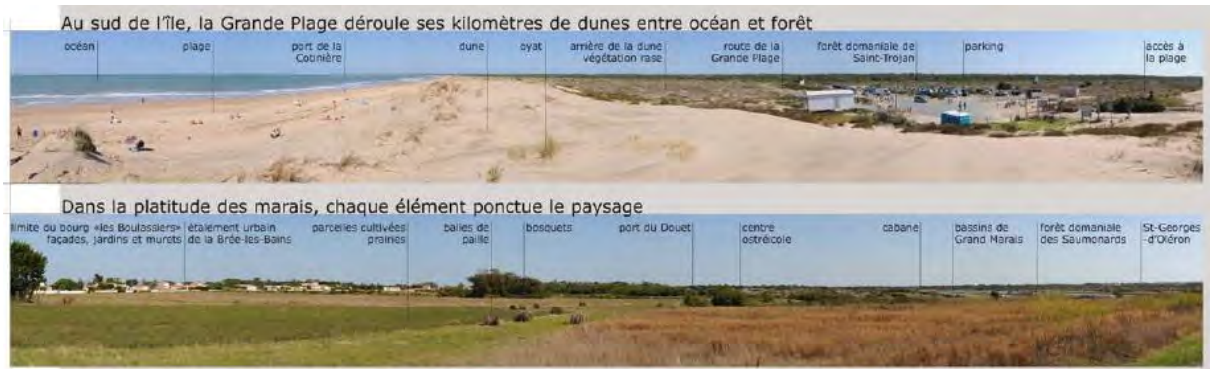 Au sud de l'île, la Grande Plage déroule ses kilomètres de dunes entre océan et forêt
océan
plage
port de la
Cotinière
dune
oyat
arrière de la dune
végétation rase
route de la
Grande Plage
forêt domaniale de
Saint-Trojan
parking
accès à
la plage
Dans la platitude des marais, chaque élément ponctue le paysage
limite du bourg «les Boulassiers»
façades, jardins et murets
étalement urbain
de la Brée-les-Bains
parcelles cultivées
prairies
balles de
paille
bosquets
port du Douet
centre
ostréicole
cabane
bassins de
Grand Marais
forêt domaniale
des Saumonards
St-Georges
-d'Oléron